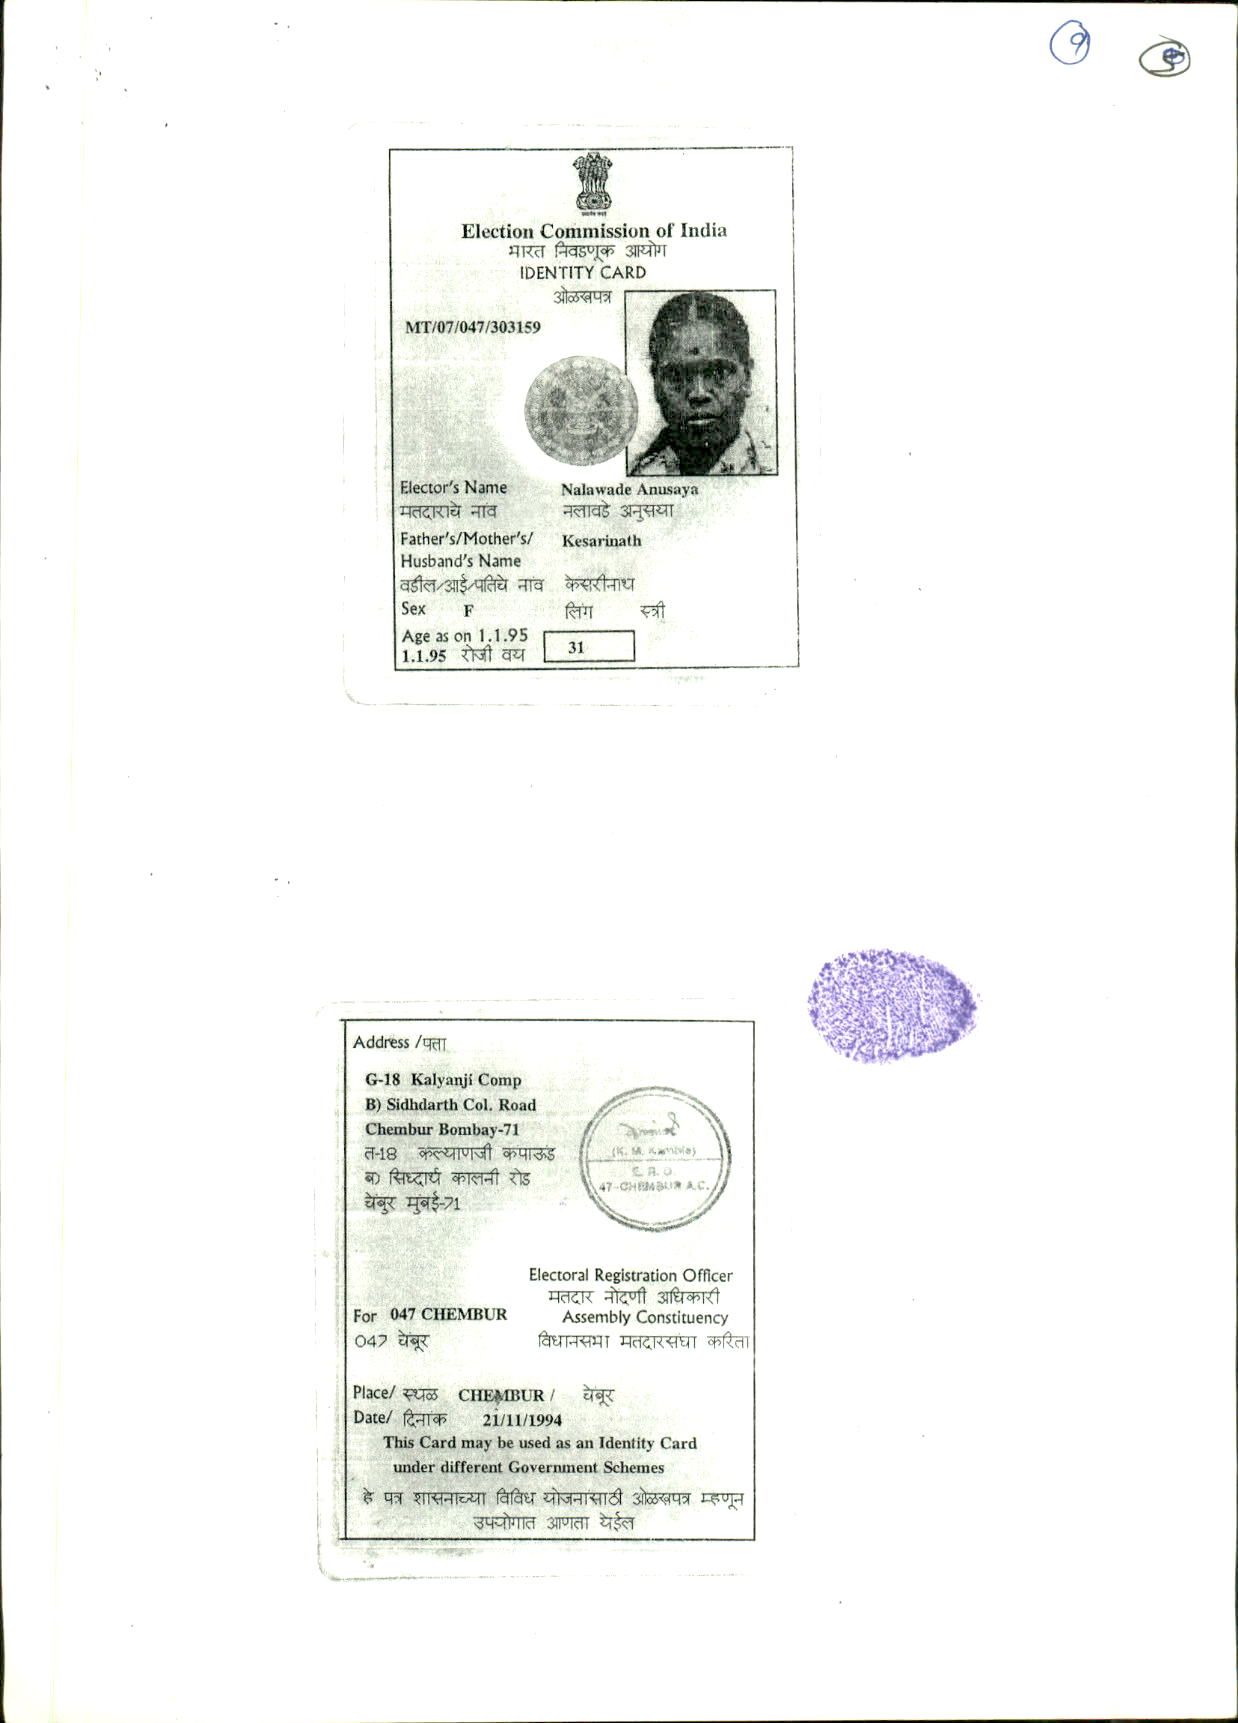 9
Election Commission of India
भारत निवडणूक आयोग
IDENTITY CARD
ओळखपत्र
MT/07/047/303159
Elector's Name Nalawade Anusaya
मतदाराचे नांव नलावडे अनुसया
Father's/Mother's/ Kesarinath
Husband's Name
वडील/आई/पतिचे नांव केसरीनाथ
Sex F लिंग स्त्री
Age as on 1.1.95
1.1.95 रोजी वय 31
Address /पत्ता
G-18 Kalyanji Comp
B) Sidhdarth Col. Road
Chembur Bombay-71
त-18 कल्याणजी कंपाऊंड
ब) सिध्दार्थ कालनी रोड
चेंबुर मुंबई-71
(K. M. Kamble)
E. R. O.
47-CHEMBUR A.C.
Electoral Registration Officer
मतदार नोंदणी अधिकारी
For 047 CHEMBUR Assembly Constituency
047 चेंबूर विधानसभा मतदारसंघा करिता
Place/ स्थळ CHEMBUR / चेंबूर
Date/ दिनांक 21/11/1994
This Card may be used as an Identity Card
under different Government Schemes
हे पत्र शासनाच्या विविध योजनांसाठी ओळखपत्र म्हणून
उपयोगात आणता येईल